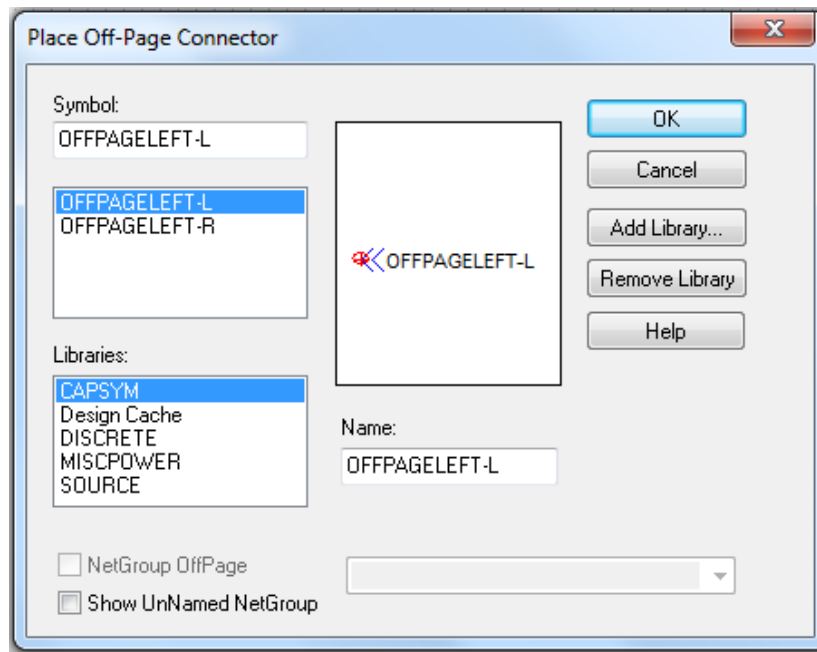 Place Off-Page Connector
X
Symbol:
OFFPAGELEFT-L
OFFPAGELEFT-L
OFFPAGELEFT-R
OFFPAGELEFT-L
OK
Cancel
Add Library...
Remove Library
Help
Libraries:
CAPSYM
Design Cache
DISCRETE
MISCPOWER
SOURCE
Name:
OFFPAGELEFT-L
NetGroup OffPage
Show UnNamed NetGroup